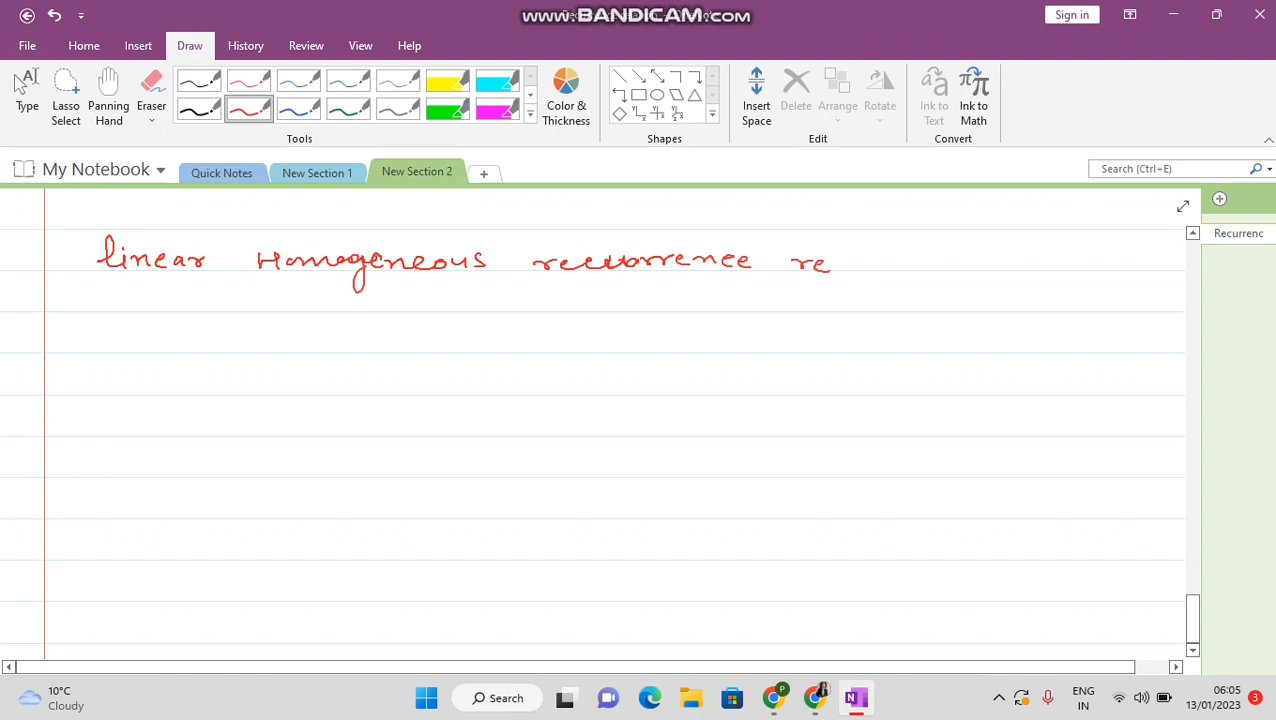 www.BANDICAM.com
Sign in
File Home Insert Draw History Review View Help
Type
Lasso Select
Panning Hand
Eraser
Color & Thickness
Insert Space
Delete
Arrange
Rotate
Ink to Text
Ink to Math
Tools
Shapes
Edit
Convert
My Notebook
Quick Notes
New Section 1
New Section 2
Search (Ctrl+E)
Recurrenc
linear Homogeneous recurrence re
10°C
Cloudy
Search
ENG
IN
06:05
13/01/2023
3